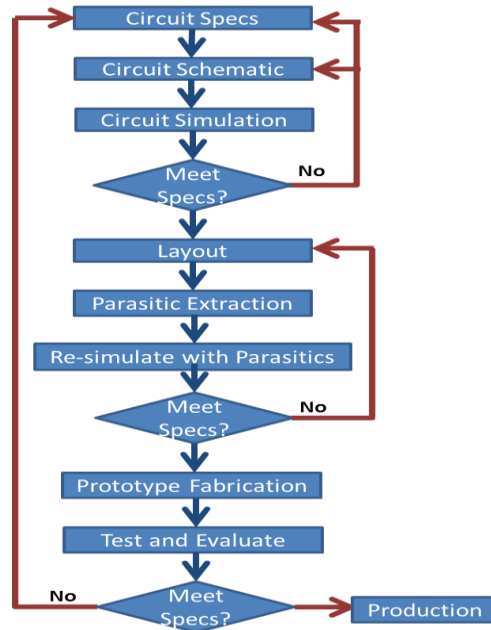 Circuit Specs
Circuit Schematic
Circuit Simulation
Meet
Specs?
No
Layout
Parasitic Extraction
Re-simulate with Parasitics
Meet
Specs?
No
Prototype Fabrication
Test and Evaluate
No
Meet
Specs?
Production